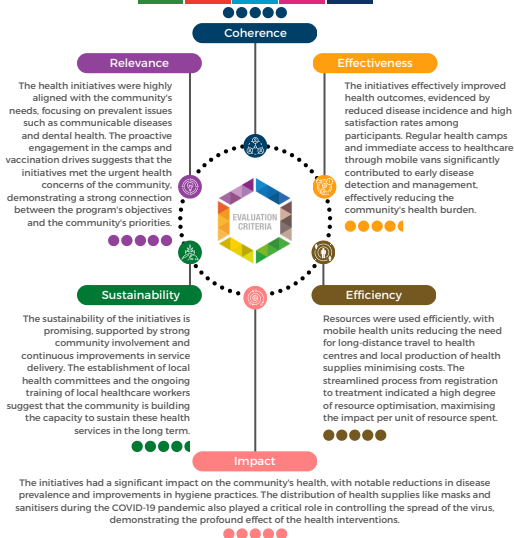 Coherence
Relevance
The health initiatives were highly
aligned with the community's
needs, focusing on prevalent issues
such as communicable diseases
and dental health. The proactive
engagement in the camps and
vaccination drives suggests that the
initiatives met the urgent health
concerns of the community,
demonstrating a strong connection
between the program's objectives
and the community's priorities.
Effectiveness
The initiatives effectively improved
health outcomes, evidenced by
reduced disease incidence and high
satisfaction rates among
participants. Regular health camps
and immediate access to healthcare
through mobile vans significantly
contributed to early disease
detection and management,
effectively reducing the
community's health burden.
EVALUATION
CRITERIA
Sustainability
The sustainability of the initiatives is
promising, supported by strong
community involvement and
continuous improvements in service
delivery. The establishment of local
health committees and the ongoing
training of local healthcare workers
suggest that the community is building
the capacity to sustain these health
services in the long term.
Efficiency
Resources were used efficiently, with
mobile health units reducing the need
for long-distance travel to health
centres and local production of health
supplies minimising costs. The
streamlined process from registration
to treatment indicated a high degree
of resource optimisation, maximising
the impact per unit of resource spent.
Impact
The initiatives had a significant impact on the community's health, with notable reductions in disease
prevalence and improvements in hygiene practices. The distribution of health supplies like masks and
sanitisers during the COVID-19 pandemic also played a critical role in controlling the spread of the virus,
demonstrating the profound effect of the health interventions.